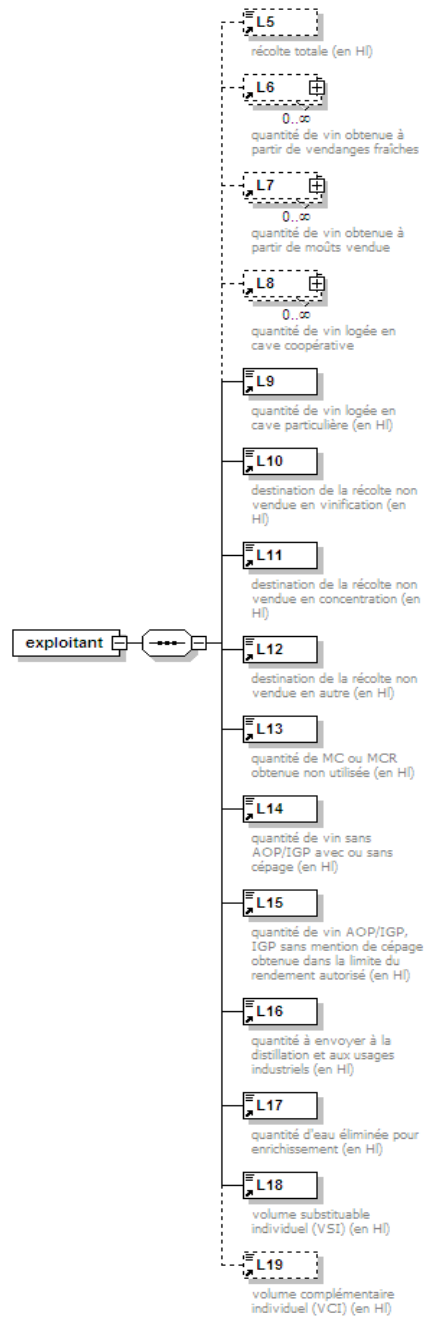 L5
récolte totale (en Hl)
L6
0..∞
quantité de vin obtenue à
partir de vendanges fraîches
L7
0..∞
quantité de vin obtenue à
partir de moûts vendue
L8
0..∞
quantité de vin logée en
cave coopérative
L9
quantité de vin logée en
cave particulière (en Hl)
L10
destination de la récolte non
vendue en vinification (en
Hl)
L11
destination de la récolte non
vendue en concentration (en
Hl)
exploitant
L12
destination de la récolte non
vendue en autre (en Hl)
L13
quantité de MC ou MCR
obtenue non utilisée (en Hl)
L14
quantité de vin sans
AOP/IGP avec ou sans
cépage (en Hl)
L15
quantité de vin AOP/IGP,
IGP sans mention de cépage
obtenue dans la limite du
rendement autorisé (en Hl)
L16
quantité à envoyer à la
distillation et aux usages
industriels (en Hl)
L17
quantité d'eau éliminée pour
enrichissement (en Hl)
L18
volume substituable
individuel (VSI) (en Hl)
L19
volume complémentaire
individuel (VCI) (en Hl)